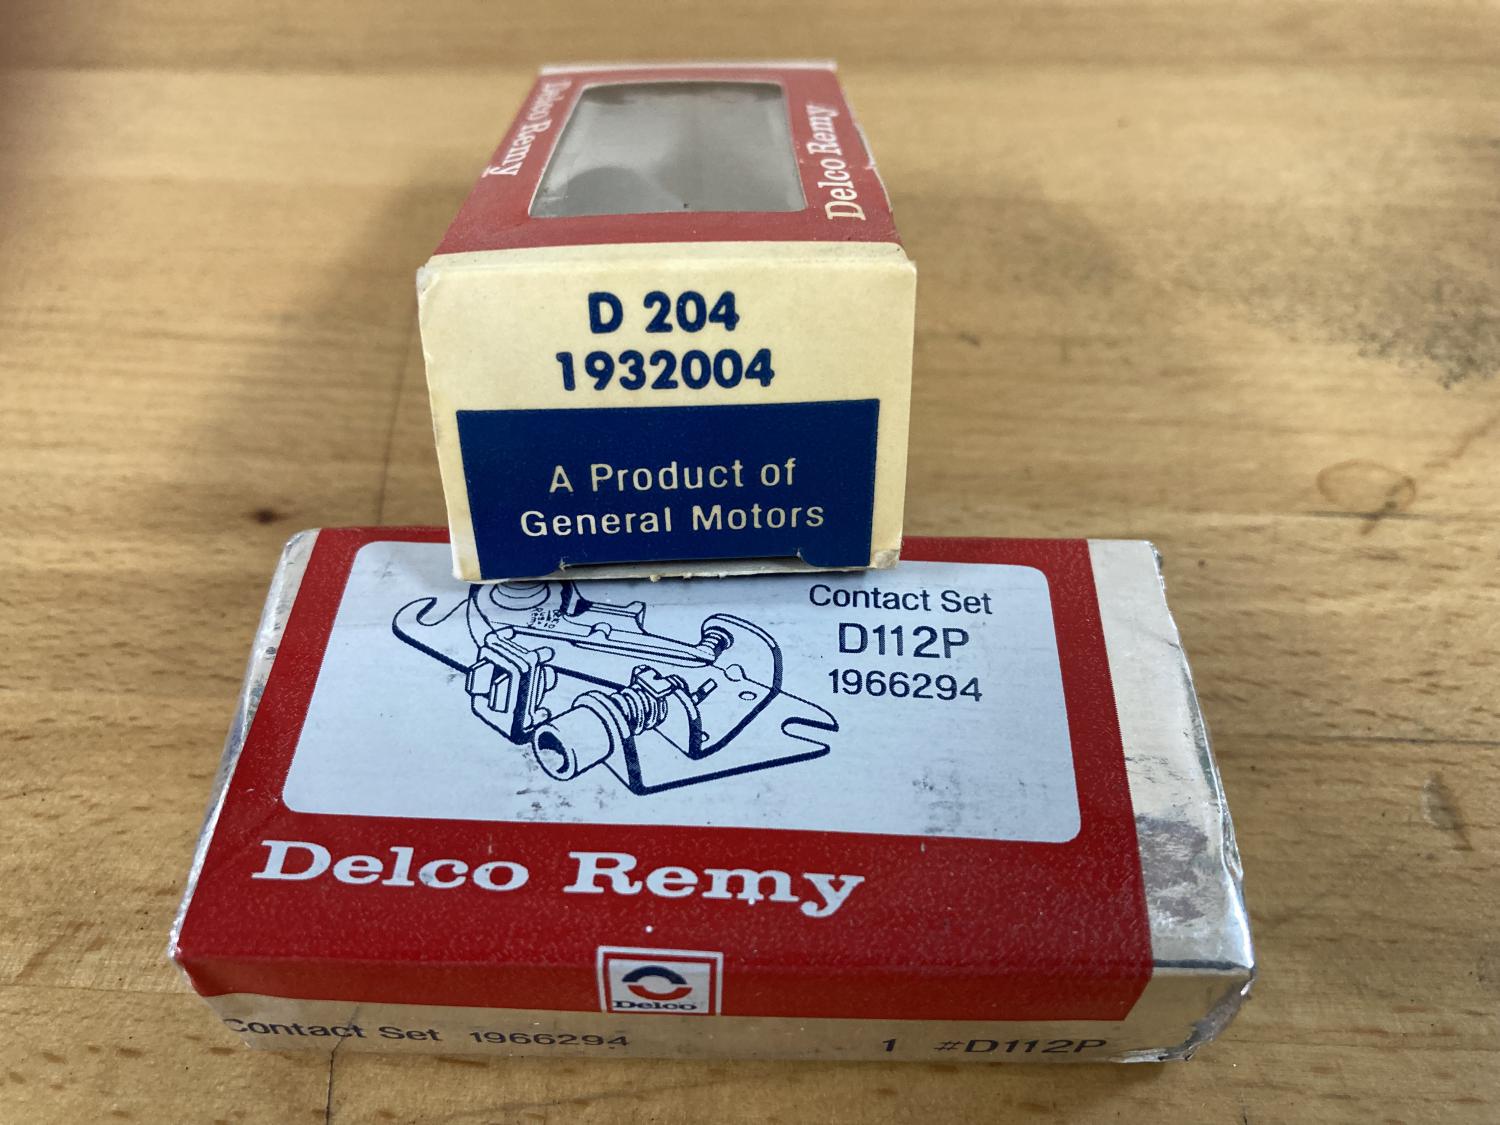 Delco Remy
Delco Remy
D 204
1932004
A Product of
General Motors
Contact Set
D112P
1966294
Delco Remy
Delco
Contact Set 1966294
1 #D112P